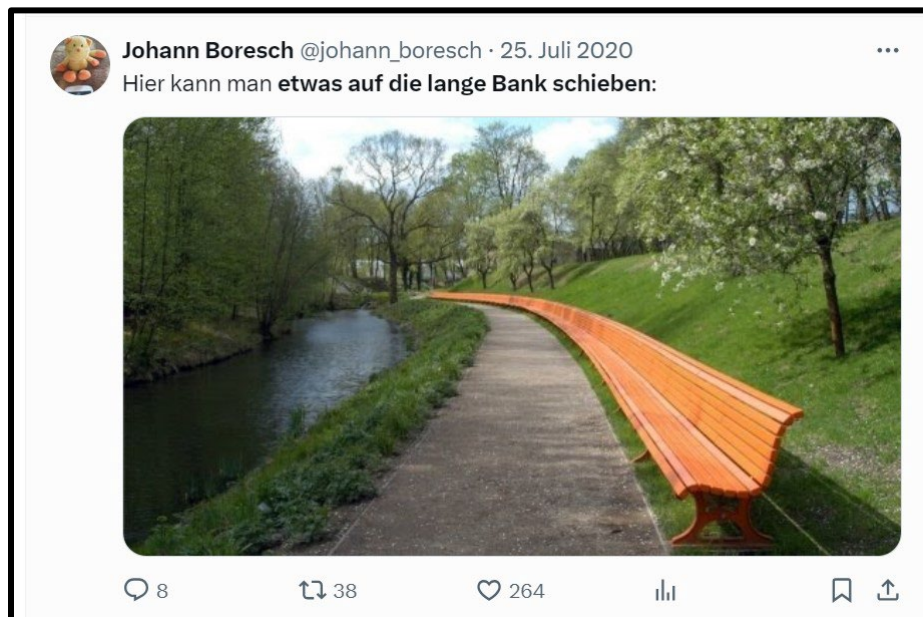 Johann Boresch @johann_boresch · 25. Juli 2020
Hier kann man etwas auf die lange Bank schieben:
8 38 264